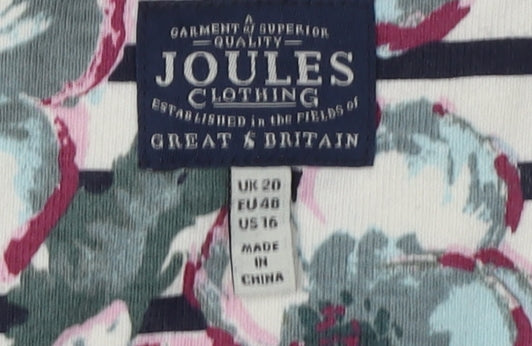 A
GARMENT of SUPERIOR
QUALITY
JOULES
CLOTHING
ESTABLISHED in the FIELDS of
GREAT & BRITAIN
UK 20
EU 48
US 16
MADE
IN
CHINA